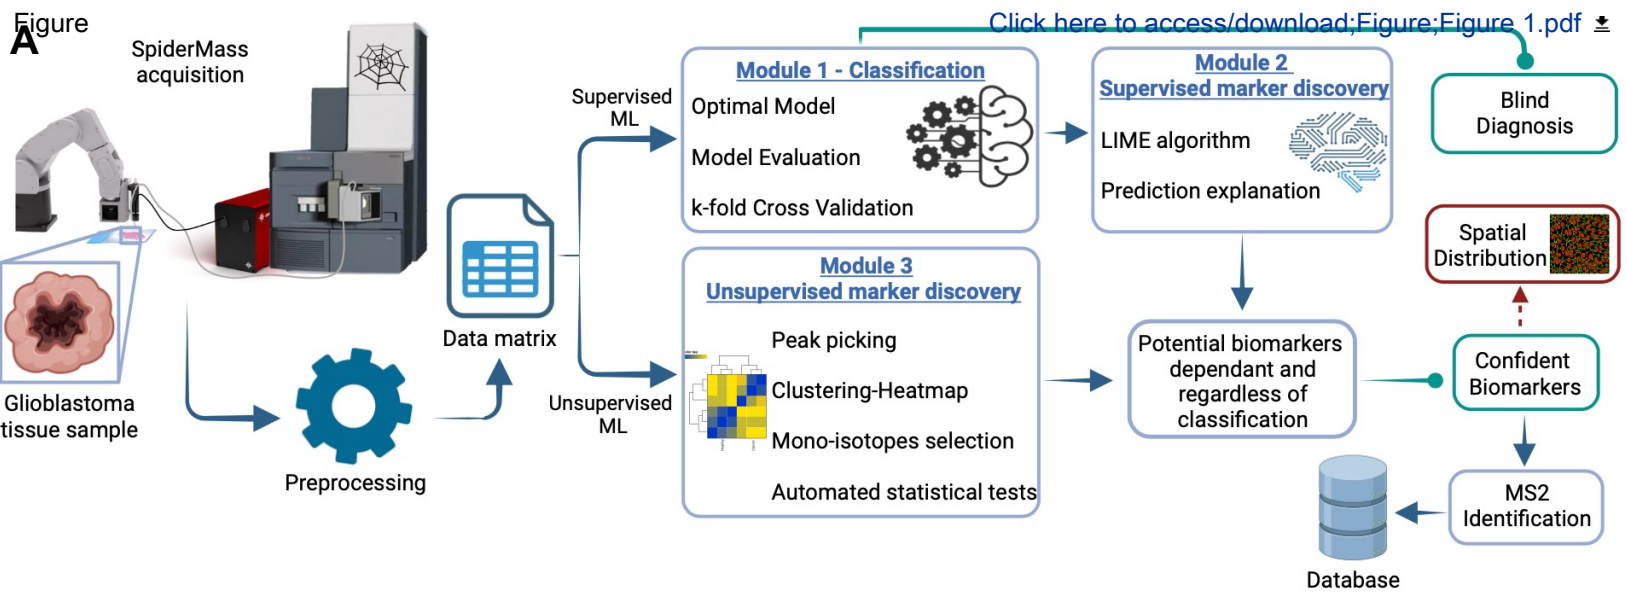 Figure
Click here to access/download;Figure;Figure 1.pdf
A
SpiderMass
acquisition
Glioblastoma
tissue sample
Preprocessing
Data matrix
Supervised
ML
Unsupervised
ML
Module 1 - Classification
Optimal Model
Model Evaluation
k-fold Cross Validation
Module 2
Supervised marker discovery
LIME algorithm
Prediction explanation
Module 3
Unsupervised marker discovery
Peak picking
Clustering-Heatmap
Mono-isotopes selection
Automated statistical tests
Potential biomarkers
dependant and
regardless of
classification
Blind
Diagnosis
Spatial
Distribution
Confident
Biomarkers
MS2
Identification
Database